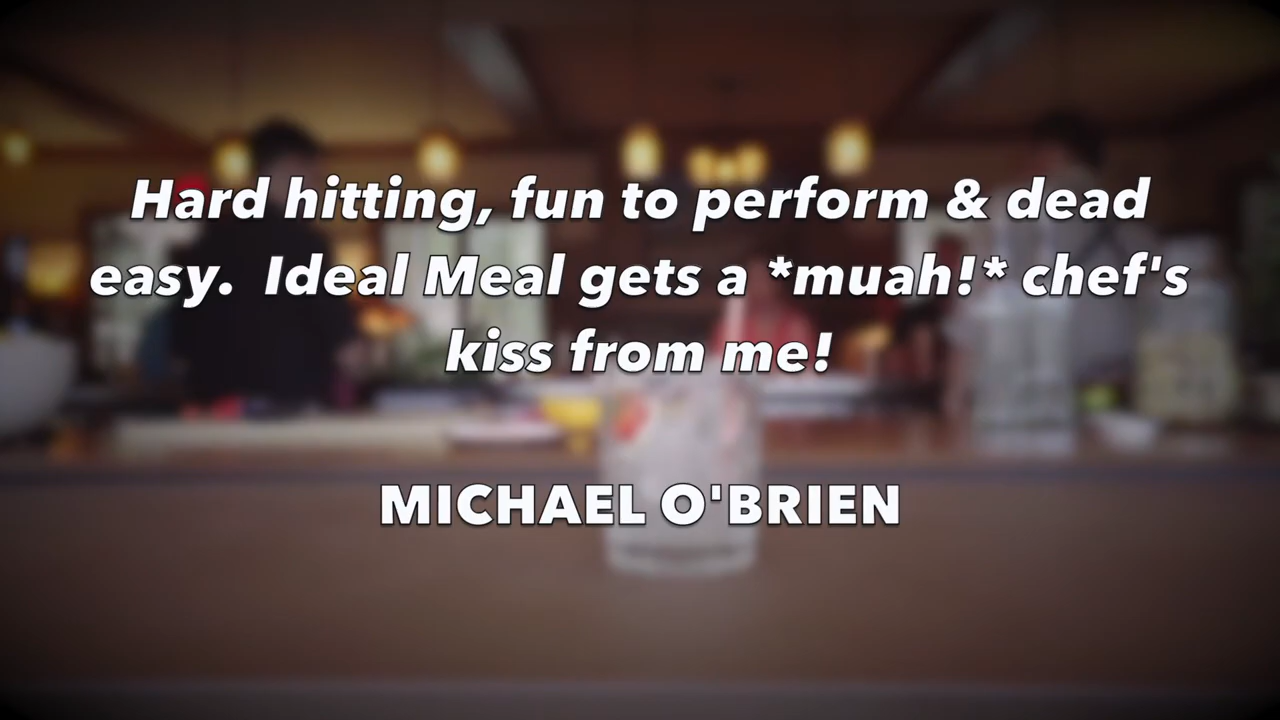 Hard hitting, fun to perform & dead
easy.  Ideal Meal gets a *muah!* chef's
kiss from me!
MICHAEL O'BRIEN